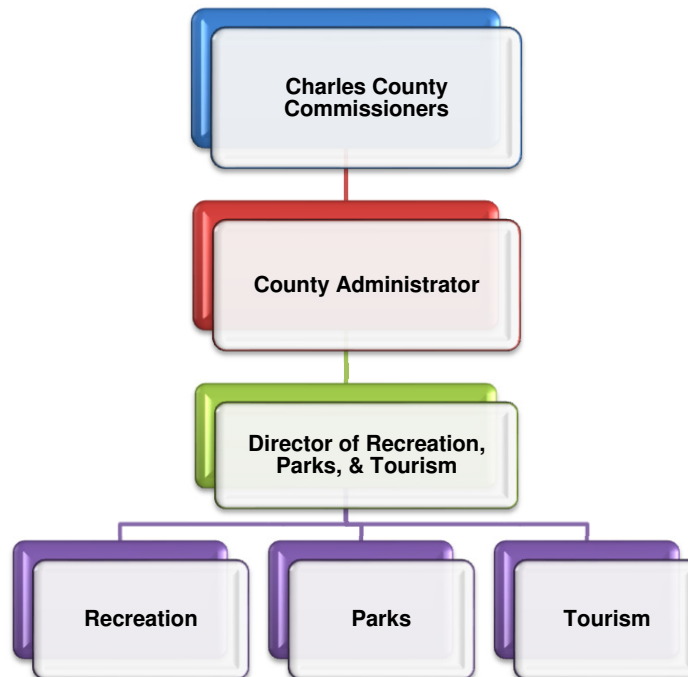 Charles County
Commissioners
County Administrator
Director of Recreation,
Parks, & Tourism
Recreation
Parks
Tourism